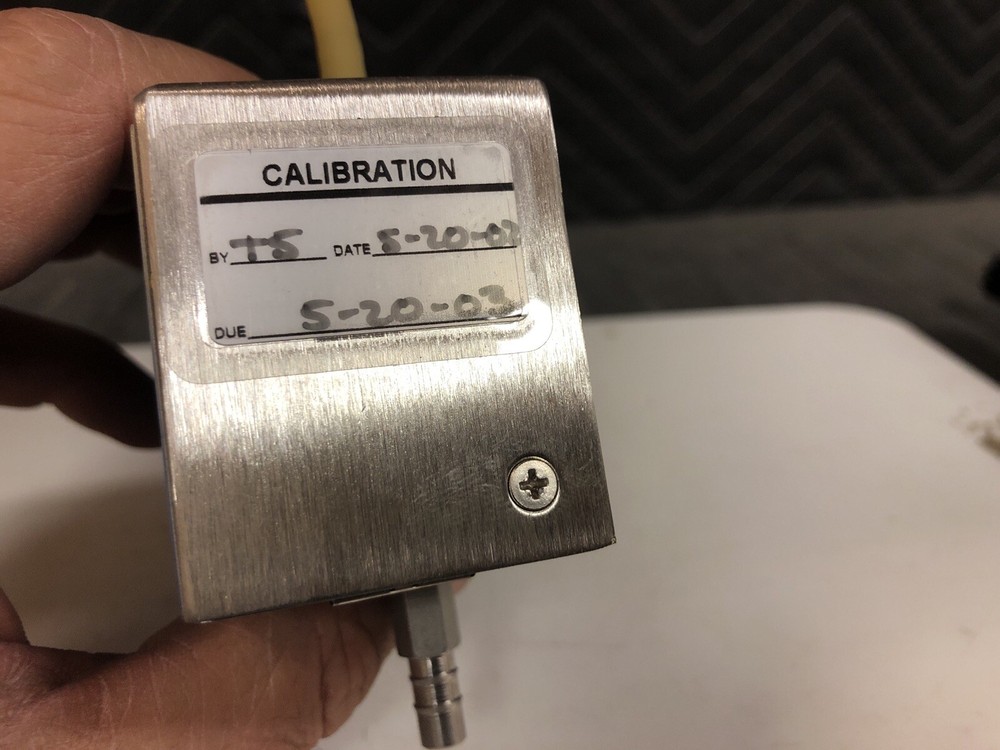 CALIBRATION
BY TS DATE 5-20-02
DUE 5-20-03